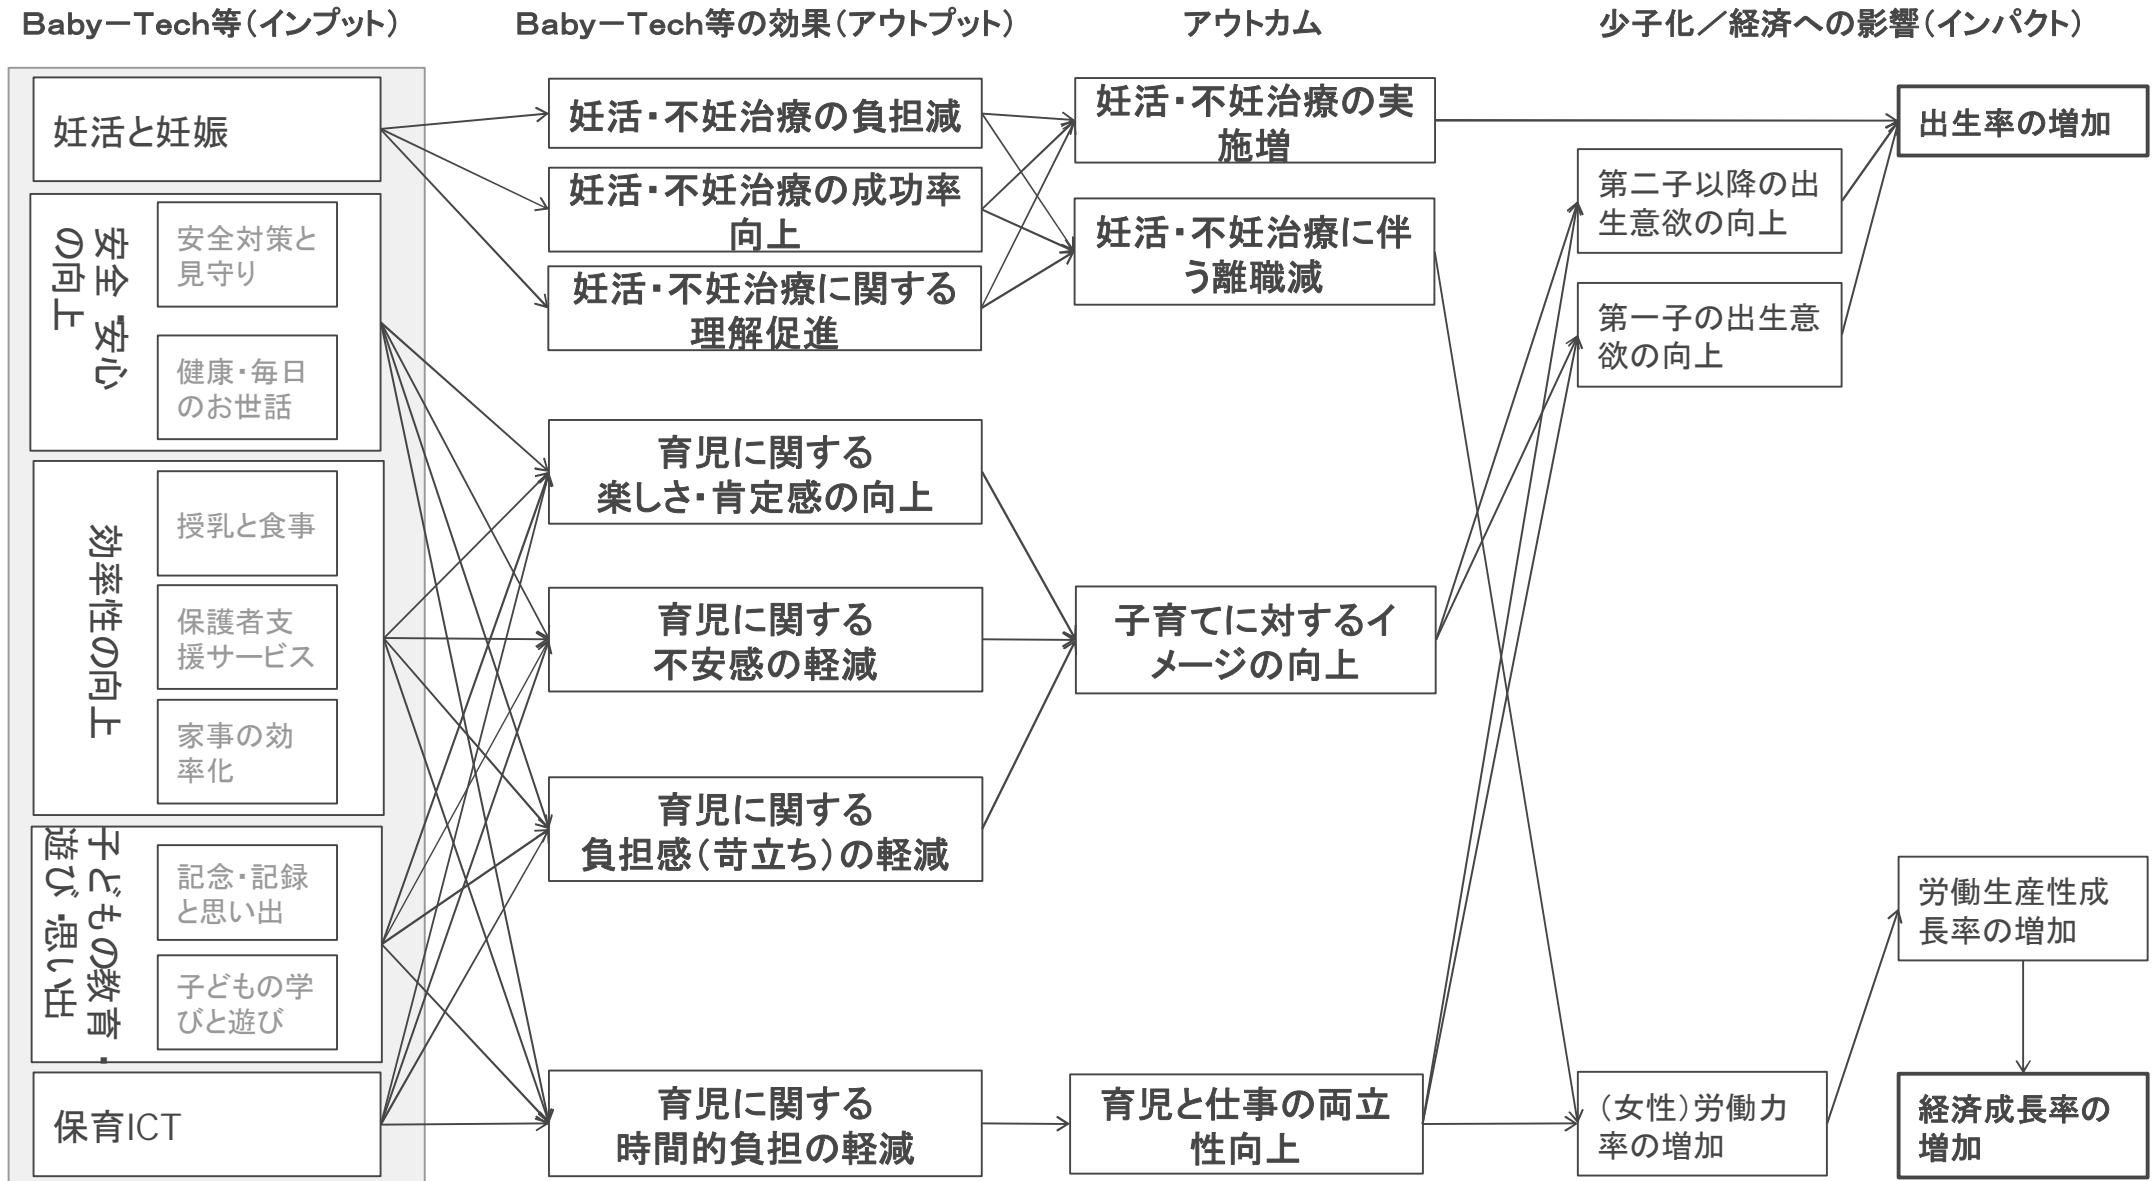 Baby－Tech等（インプット）
Baby－Tech等の効果（アウトプット）
アウトカム
少子化／経済への影響（インパクト）
妊活と妊娠
安全・安心
の向上
安全対策と
見守り
健康・毎日
のお世話
効率性の向上
授乳と食事
保護者支
援サービス
家事の効
率化
子どもの教育・
遊び・思い出
記念・記録
と思い出
子どもの学
びと遊び
保育ICT
妊活・不妊治療の負担減
妊活・不妊治療の成功率
向上
妊活・不妊治療に関する
理解促進
育児に関する
楽しさ・肯定感の向上
育児に関する
不安感の軽減
育児に関する
負担感（苛立ち）の軽減
育児に関する
時間的負担の軽減
妊活・不妊治療の実
施増
妊活・不妊治療に伴
う離職減
子育てに対するイ
メージの向上
育児と仕事の両立
性向上
第二子以降の出
生意欲の向上
第一子の出生意
欲の向上
（女性）労働力
率の増加
出生率の増加
労働生産性成
長率の増加
経済成長率の
増加